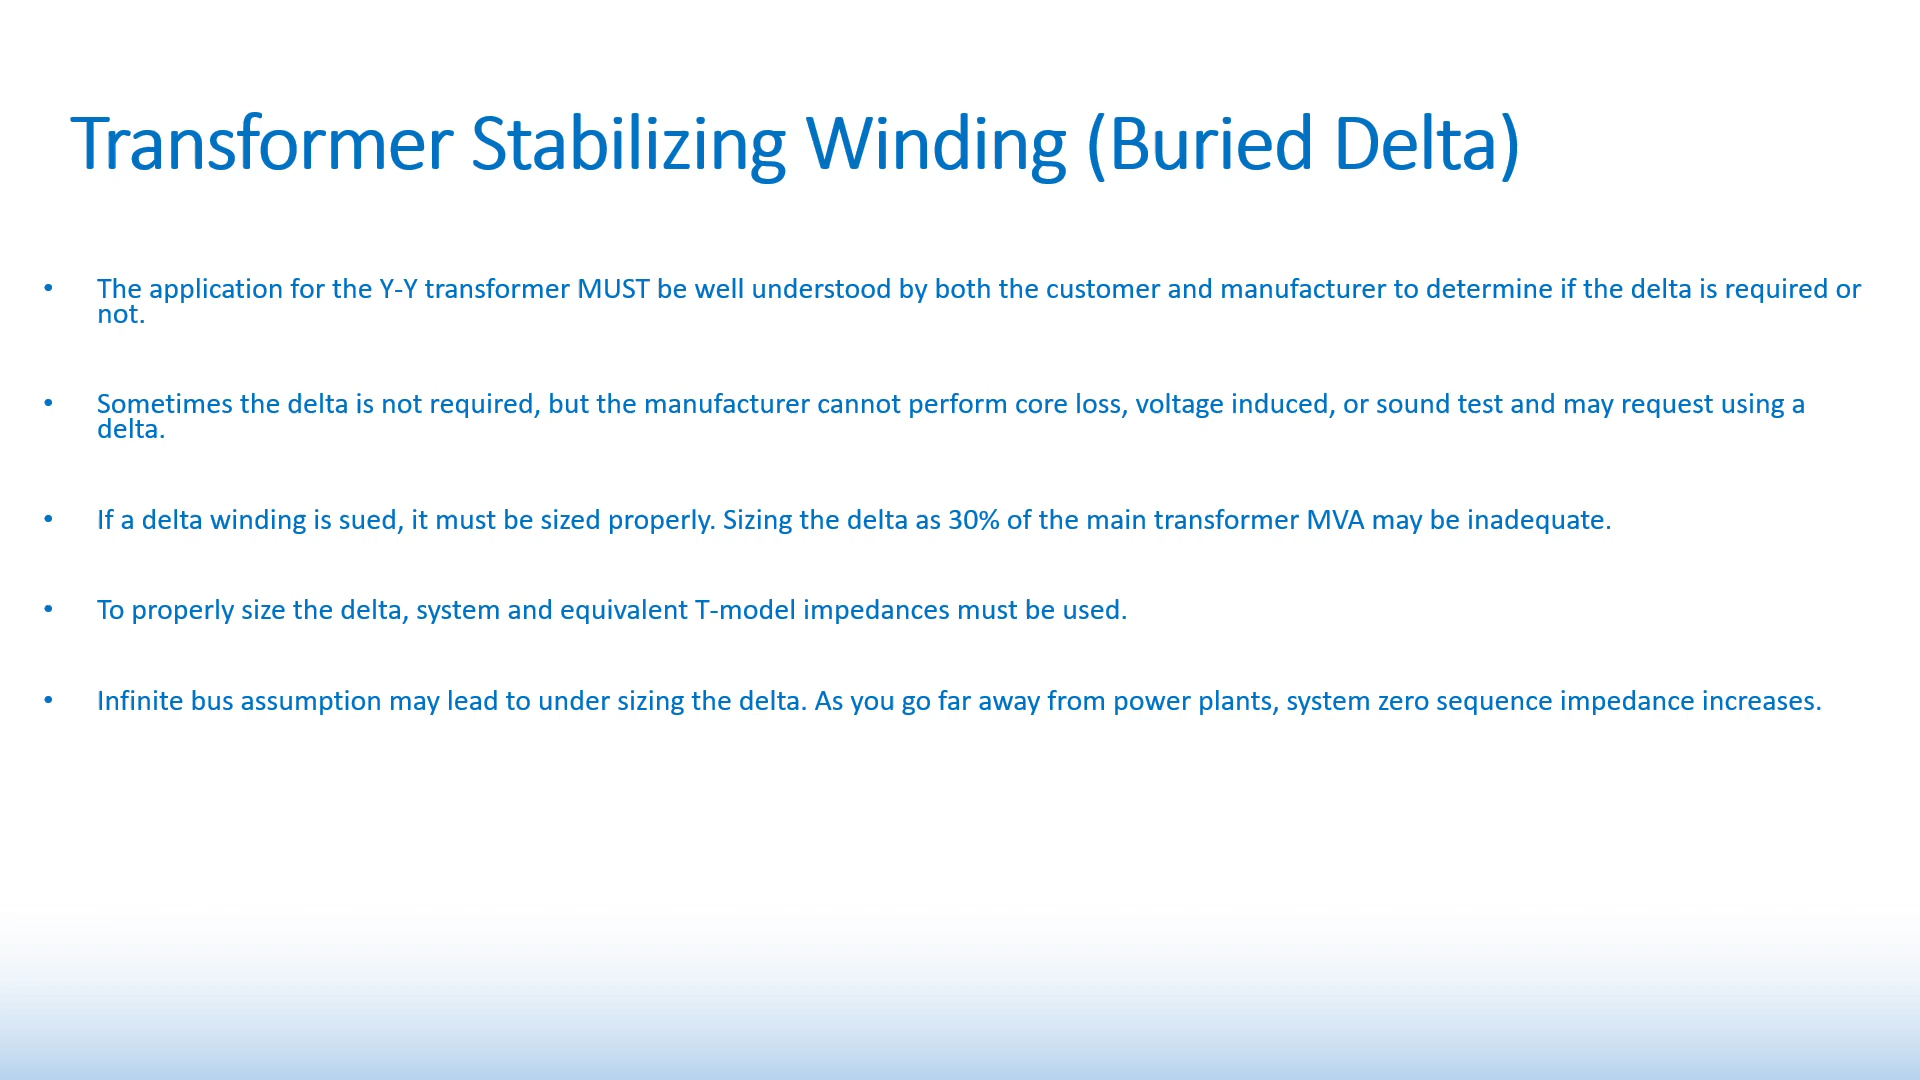 Transformer Stabilizing Winding (Buried Delta)
• The application for the Y-Y transformer MUST be well understood by both the customer and manufacturer to determine if the delta is required or
not.
• Sometimes the delta is not required, but the manufacturer cannot perform core loss, voltage induced, or sound test and may request using a
delta.
• If a delta winding is sued, it must be sized properly. Sizing the delta as 30% of the main transformer MVA may be inadequate.
• To properly size the delta, system and equivalent T-model impedances must be used.
• Infinite bus assumption may lead to under sizing the delta. As you go far away from power plants, system zero sequence impedance increases.